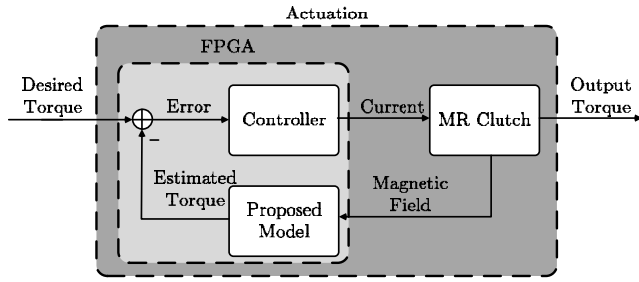 Actuation
FPGA
Desired
Torque
Error
Controller
Current
MR Clutch
Output
Torque
−
Estimated
Torque
Proposed
Model
Magnetic
Field